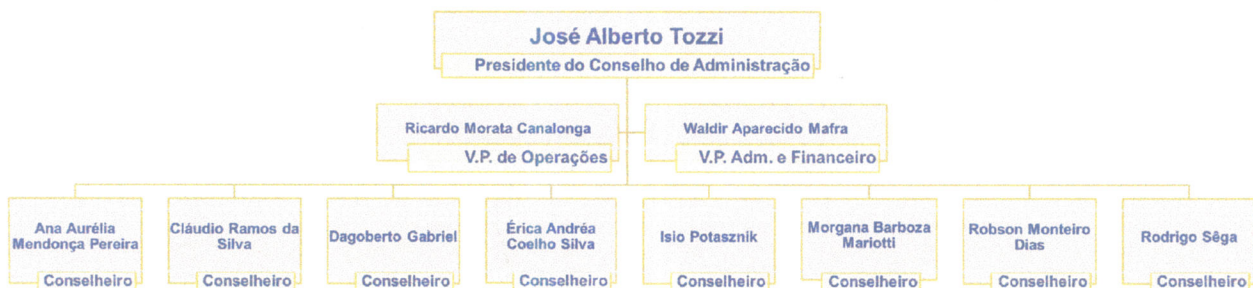 José Alberto Tozzi
Presidente do Conselho de Administração
Ricardo Morata Canalonga
V.P. de Operações
Waldir Aparecido Mafra
V.P. Adm. e Financeiro
Ana Aurélia
Mendonça Pereira
Conselheiro
Cláudio Ramos da
Silva
Conselheiro
Dagoberto Gabriel
Conselheiro
Érica Andréa
Coelho Silva
Conselheiro
Isio Potasznik
Conselheiro
Morgana Barboza
Mariotti
Conselheiro
Robson Monteiro
Dias
Conselheiro
Rodrigo Sêga
Conselheiro